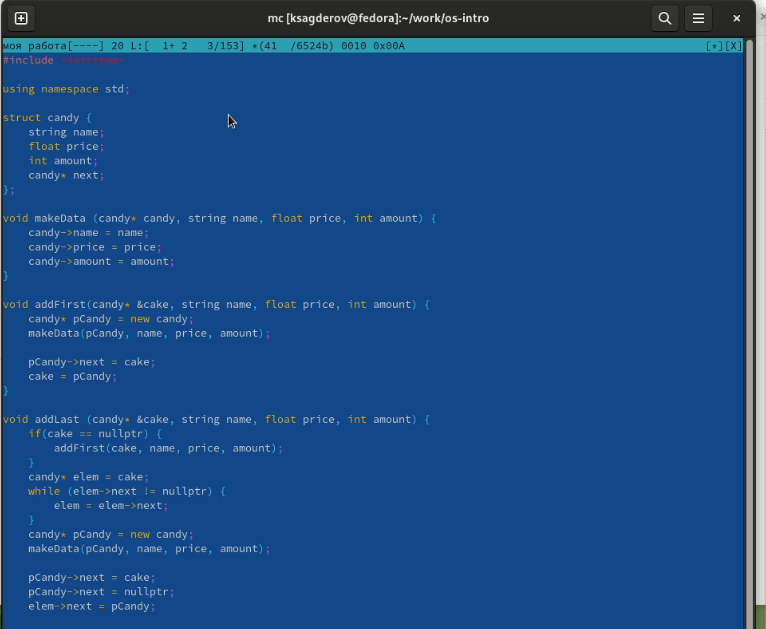 mc [ksagderov@fedora]:~/work/os-intro
моя работа[----] 20 L:[  1+ 2   3/153] *(41  /6524b) 0010 0x00A [*][X]
#include <iostream>
using namespace std;
struct candy {
    string name;
    float price;
    int amount;
    candy* next;
};
void makeData (candy* candy, string name, float price, int amount) {
    candy->name = name;
    candy->price = price;
    candy->amount = amount;
}
void addFirst(candy* &cake, string name, float price, int amount) {
    candy* pCandy = new candy;
    makeData(pCandy, name, price, amount);
    pCandy->next = cake;
    cake = pCandy;
}
void addLast (candy* &cake, string name, float price, int amount) {
    if(cake == nullptr) {
        addFirst(cake, name, price, amount);
    }
    candy* elem = cake;
    while (elem->next != nullptr) {
        elem = elem->next;
    }
    candy* pCandy = new candy;
    makeData(pCandy, name, price, amount);
    pCandy->next = cake;
    pCandy->next = nullptr;
    elem->next = pCandy;